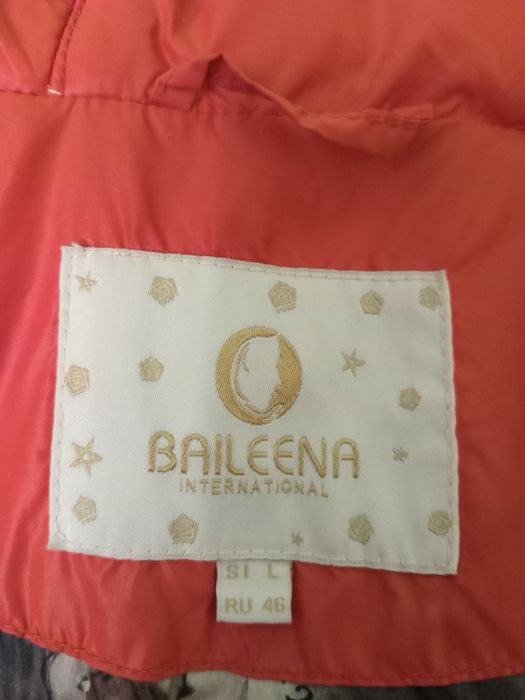 BAILEENA
INTERNATIONAL
SI L
RU 46